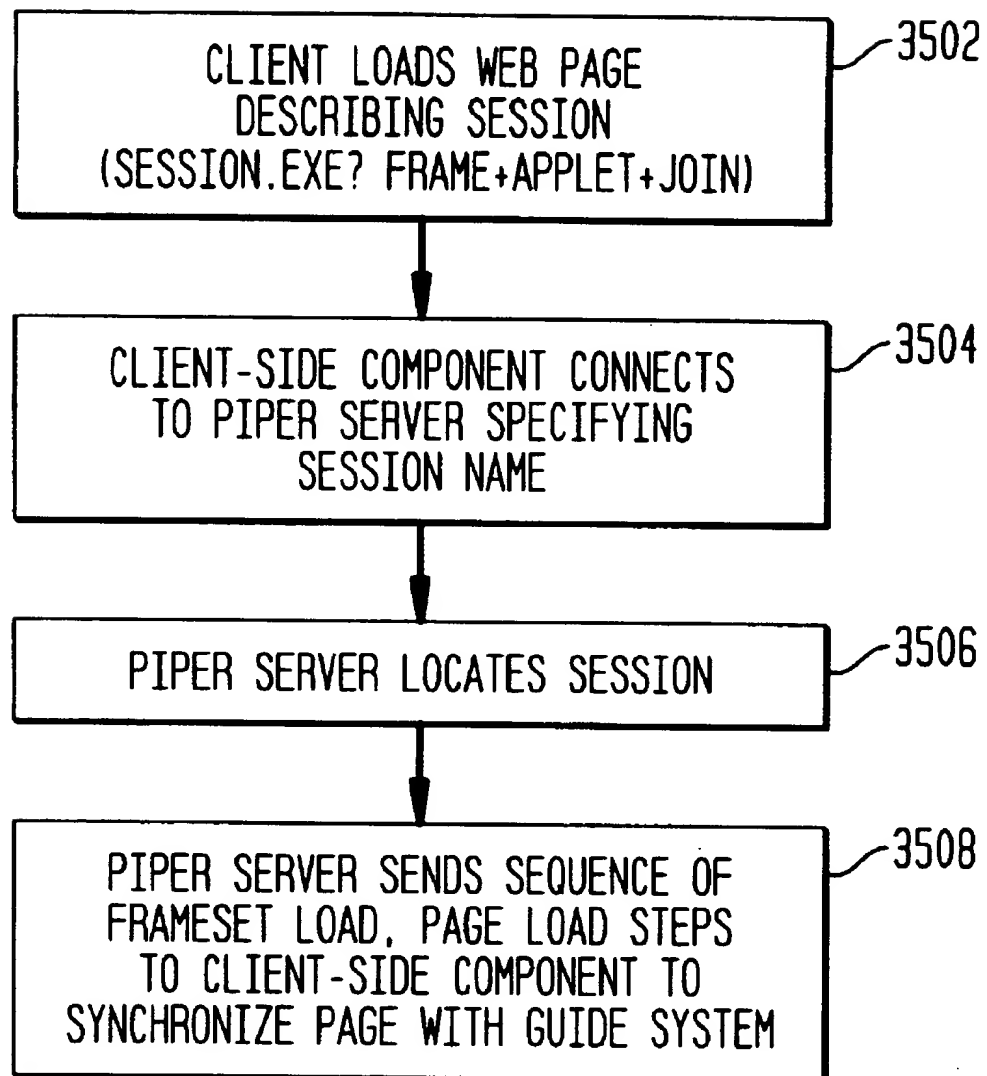 CLIENT LOADS WEB PAGE
DESCRIBING SESSION
(SESSION.EXE? FRAME+APPLET+JOIN)
3502
CLIENT-SIDE COMPONENT CONNECTS
TO PIPER SERVER SPECIFYING
SESSION NAME
3504
PIPER SERVER LOCATES SESSION
3506
PIPER SERVER SENDS SEQUENCE OF
FRAMESET LOAD, PAGE LOAD STEPS
TO CLIENT-SIDE COMPONENT TO
SYNCHRONIZE PAGE WITH GUIDE SYSTEM
3508